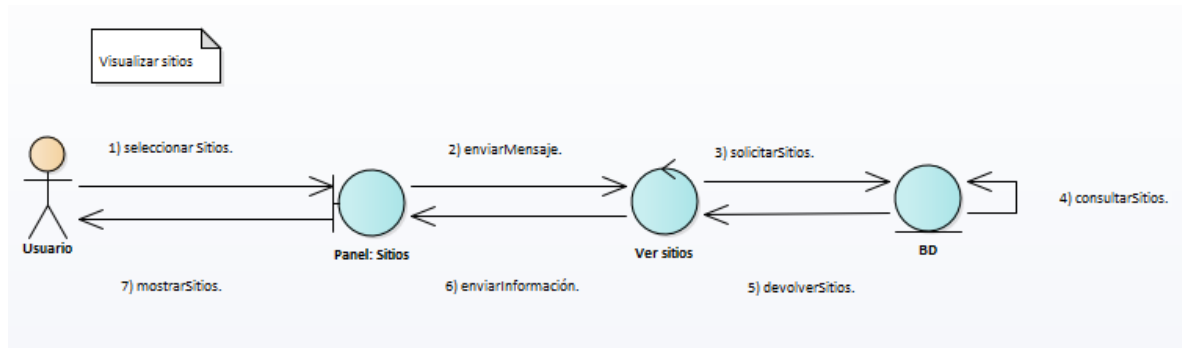 Visualizar sitios
1) seleccionar Sitios.
2) enviarMensaje.
3) solicitarSitios.
4) consultarSitios.
Usuario
Panel: Sitios
Ver sitios
BD
7) mostrarSitios.
6) enviarInformación.
5) devolverSitios.